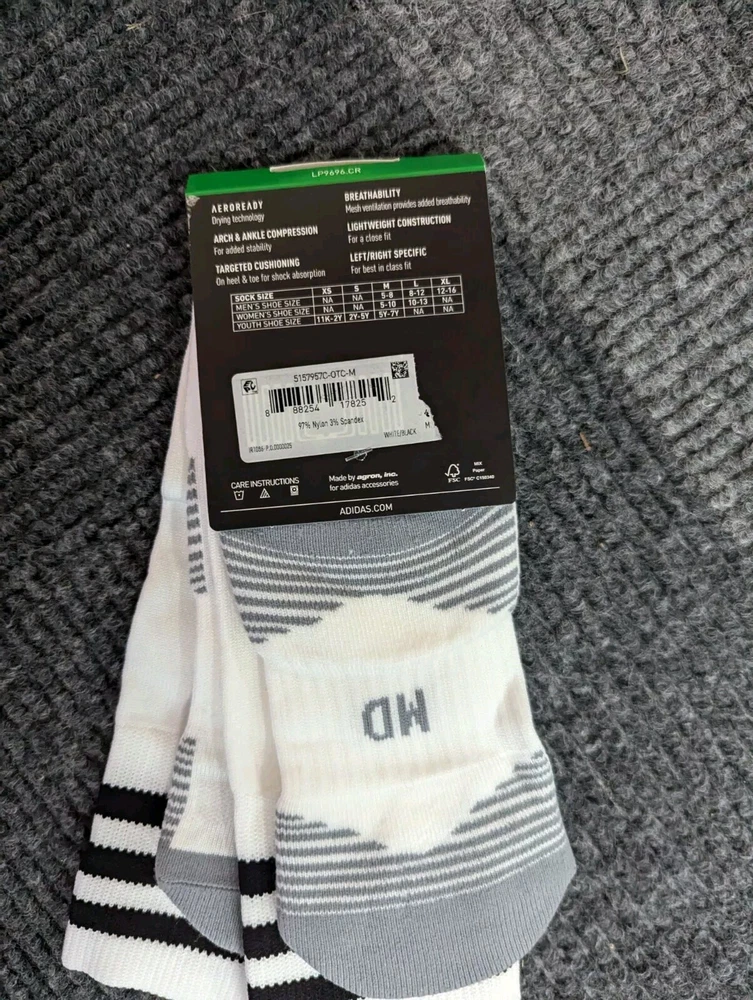 LP9696.CR
AEROREADY
Drying technology
ARCH & ANKLE COMPRESSION
For added stability
TARGETED CUSHIONING
On heel & toe for shock absorption
BREATHABILITY
Mesh ventilation provides added breathability
LIGHTWEIGHT CONSTRUCTION
For a close fit
LEFT/RIGHT SPECIFIC
For best in class fit
SOCK SIZE XS S M L XL
MEN'S SHOE SIZE NA NA 5-8 8-12 12-16
WOMEN'S SHOE SIZE NA NA 5-10 10-13 NA
YOUTH SHOE SIZE 11K-2Y 2Y-5Y 5Y-7Y NA NA
5157957C-OTC-M
8 88254 17825 2
97% Nylon 3% Spandex
WHITE/BLACK
M
CARE INSTRUCTIONS
Made by agron, inc.
for adidas accessories
FSC
MIX
Paper
ADIDAS.COM
MD